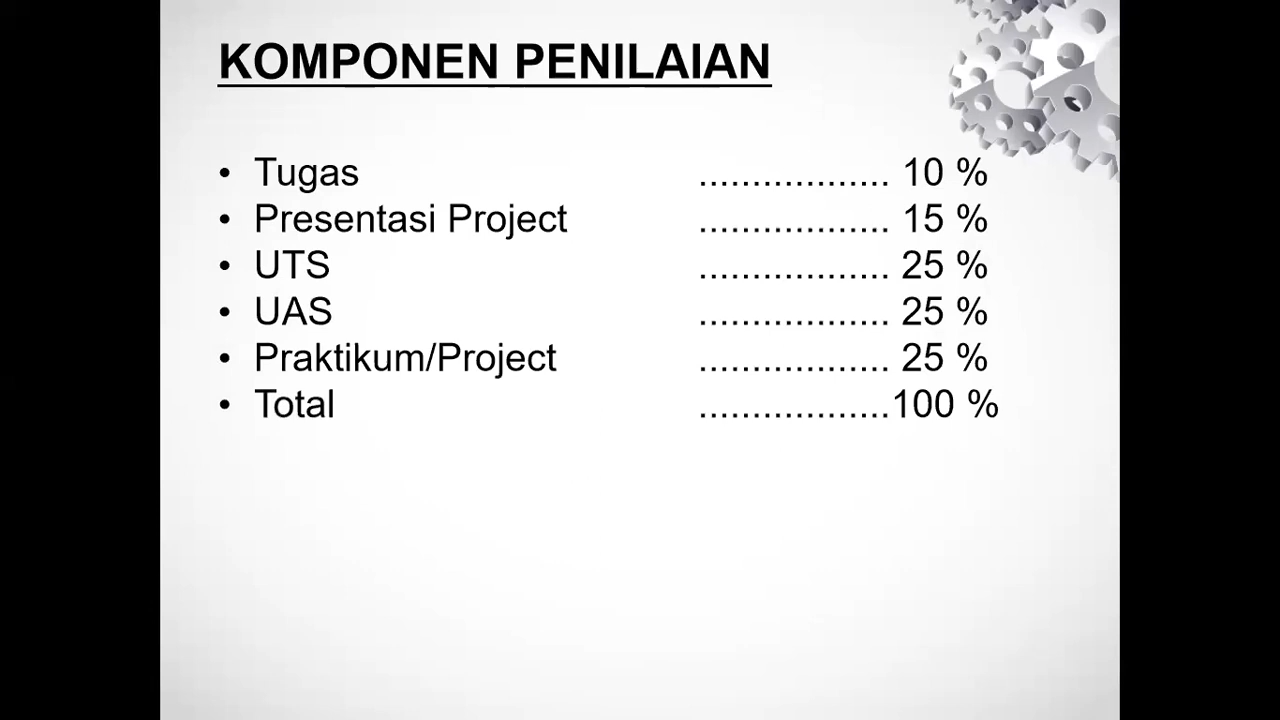 KOMPONEN PENILAIAN
• Tugas .................. 10 %
• Presentasi Project .................. 15 %
• UTS .................. 25 %
• UAS .................. 25 %
• Praktikum/Project .................. 25 %
• Total ..................100 %